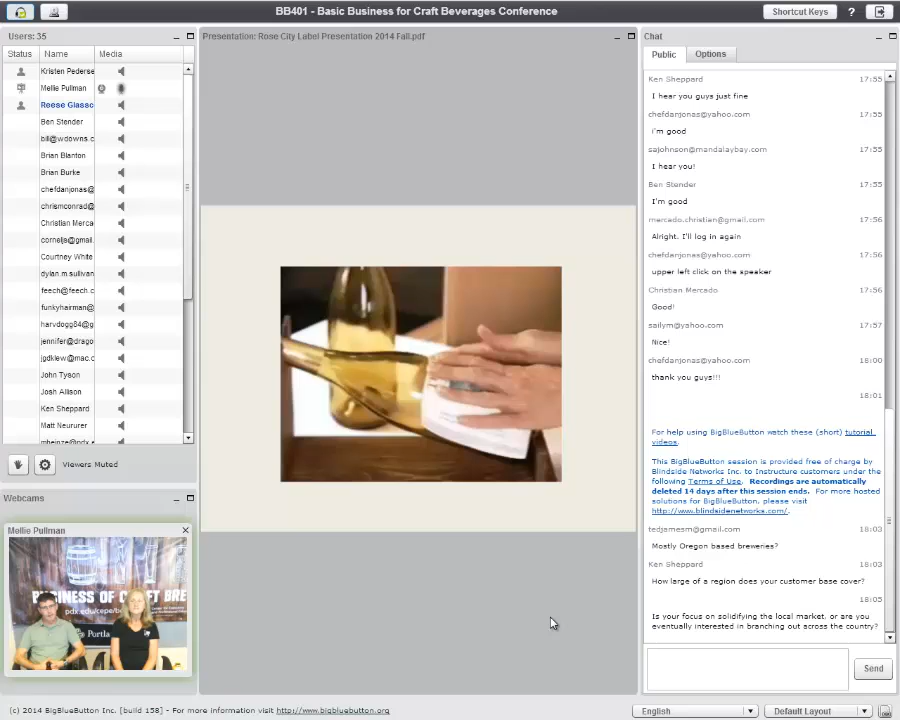 BB401 - Basic Business for Craft Beverages Conference
Shortcut Keys
?
Users: 35
Status Name Media
Kristen Pederse
Mellie Pullman
Reese Glassc
Ben Stender
bill@wdowns.c
Brian Blanton
Brian Burke
chefdanjonas@
chrismconrad@
Christian Merca
corneljs@gmail.
Courtney White
dylan.m.sullivan
feech@feech.c
funkyhairman@
harvdogg84@g
jennifer@drago
jgdklew@mac.c
John Tyson
Josh Allison
Ken Sheppard
Matt Neururer
mheinze@pdx.e
Viewers Muted
Webcams
Mellie Pullman
BUSINESS OF CRAFT BRE
pdx.edu/cepe/b
Portla
Presentation: Rose City Label Presentation 2014 Fall.pdf
Chat
Public Options
Ken Sheppard 17:55
I hear you guys just fine
chefdanjonas@yahoo.com 17:55
i'm good
sajohnson@mandalaybay.com 17:55
I hear you!
Ben Stender 17:55
I'm good
mercado.christian@gmail.com 17:56
Alright. I'll log in again
chefdanjonas@yahoo.com 17:56
upper left click on the speaker
Christian Mercado 17:56
Good!
sailym@yahoo.com 17:57
Nice!
chefdanjonas@yahoo.com 18:00
thank you guys!!!
18:01
For help using BigBlueButton watch these (short) tutorial
videos.
This BigBlueButton session is provided free of charge by
Blindside Networks Inc. to Instructure customers under the
following Terms of Use. Recordings are automatically
deleted 14 days after this session ends. For more hosted
solutions for BigBlueButton, please visit
http://www.blindsidenetworks.com/.
tedjamesm@gmail.com 18:03
Mostly Oregon based breweries?
Ken Sheppard 18:03
How large of a region does your customer base cover?
18:05
Is your focus on solidifying the local market, or are you
eventually interested in branching out across the country?
Send
(c) 2014 BigBlueButton Inc. [build 158] - For more information visit http://www.bigbluebutton.org
English
Default Layout